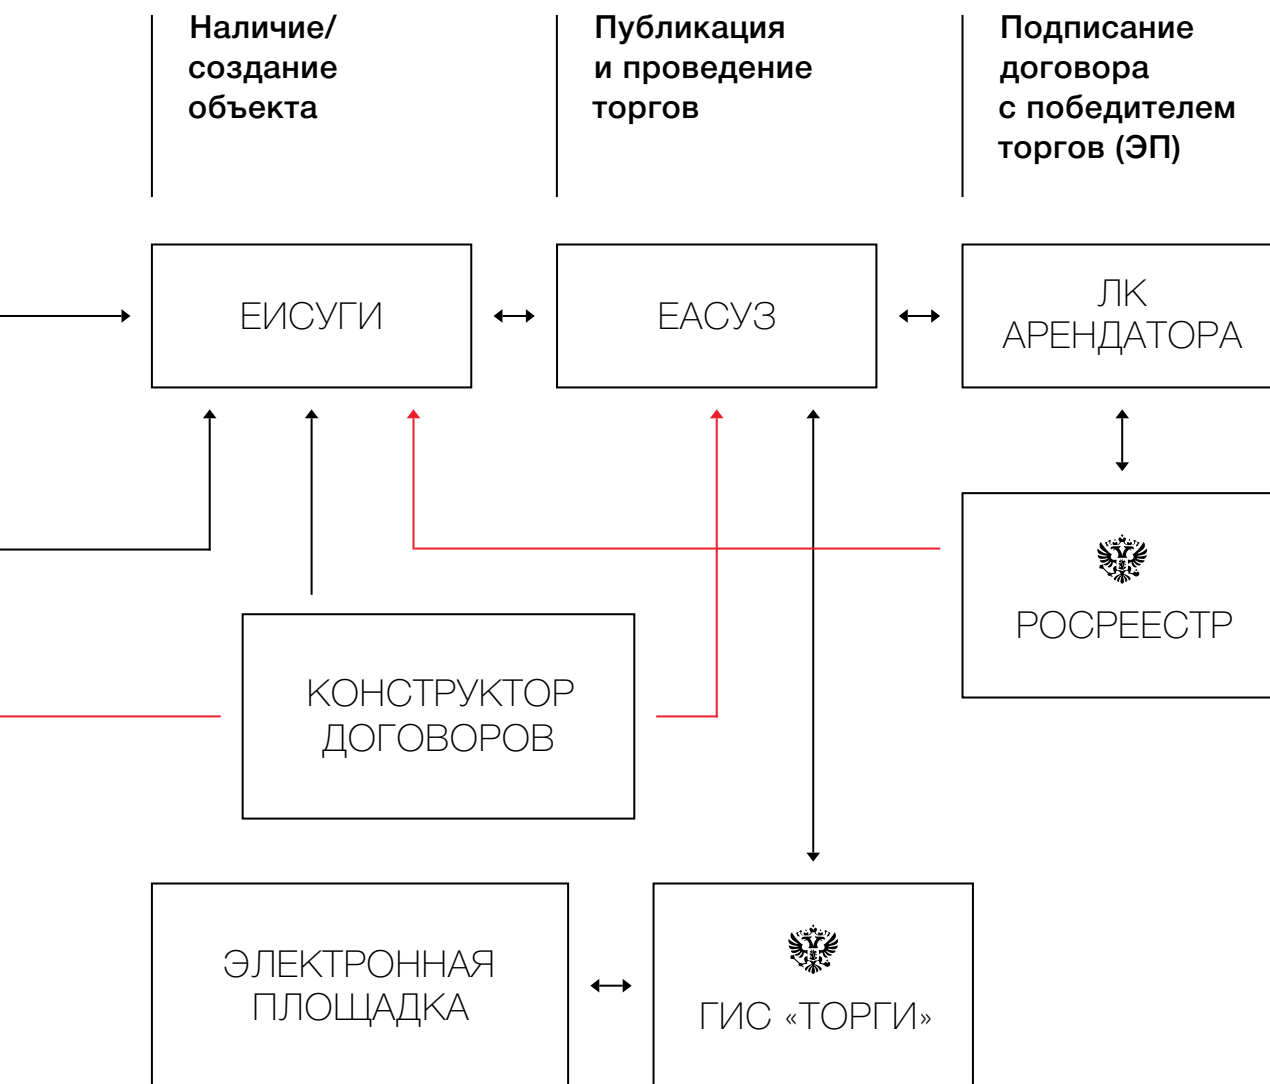 Наличие/
создание
объекта
Публикация
и проведение
торгов
Подписание
договора
с победителем
торгов (ЭП)
ЕИСУГИ
ЕАСУЗ
ЛК
АРЕНДАТОРА
РОСРЕЕСТР
КОНСТРУКТОР
ДОГОВОРОВ
ЭЛЕКТРОННАЯ
ПЛОЩАДКА
ГИС «ТОРГИ»